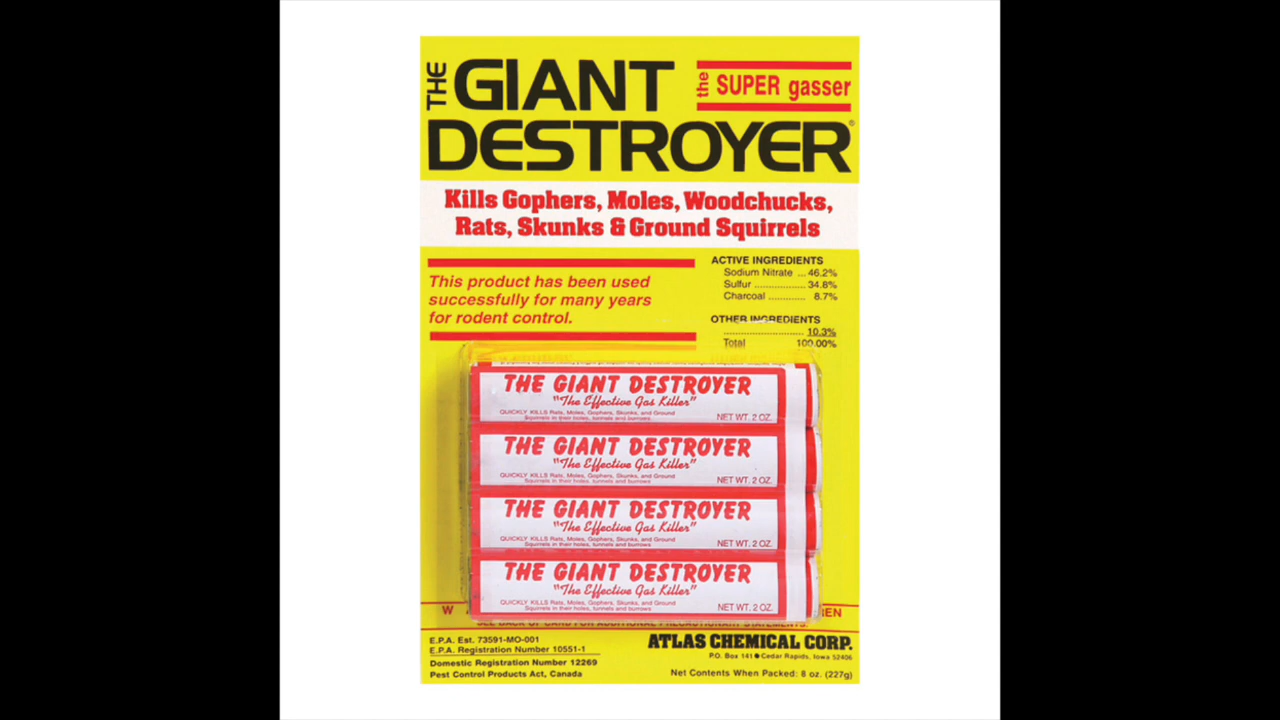 THE GIANT
DESTROYER®
the SUPER gasser
Kills Gophers, Moles, Woodchucks,
Rats, Skunks & Ground Squirrels
This product has been used
successfully for many years
for rodent control.
ACTIVE INGREDIENTS
Sodium Nitrate ... 46.2%
Sulfur .................. 34.8%
Charcoal ............. 8.7%
OTHER INGREDIENTS
............................ 10.3%
Total 100.00%
THE GIANT DESTROYER
"The Effective Gas Killer"
QUICKLY KILLS Rats, Moles, Gophers, Skunks, and Ground
Squirrels in their holes, tunnels and burrows
NET WT. 2 OZ.
THE GIANT DESTROYER
"The Effective Gas Killer"
QUICKLY KILLS Rats, Moles, Gophers, Skunks, and Ground
Squirrels in their holes, tunnels and burrows
NET WT. 2 OZ.
THE GIANT DESTROYER
"The Effective Gas Killer"
QUICKLY KILLS Rats, Moles, Gophers, Skunks, and Ground
Squirrels in their holes, tunnels and burrows
NET WT. 2 OZ.
THE GIANT DESTROYER
"The Effective Gas Killer"
QUICKLY KILLS Rats, Moles, Gophers, Skunks, and Ground
Squirrels in their holes, tunnels and burrows
NET WT. 2 OZ.
SEE BACK OF CARD FOR ADDITIONAL PRECAUTIONARY STATEMENTS.
E.P.A. Est. 73591-MO-001
E.P.A. Registration Number 10551-1
Domestic Registration Number 12269
Pest Control Products Act, Canada
ATLAS CHEMICAL CORP.
P.O. Box 141 ● Cedar Rapids, Iowa 52406
Net Contents When Packed: 8 oz. (227g)